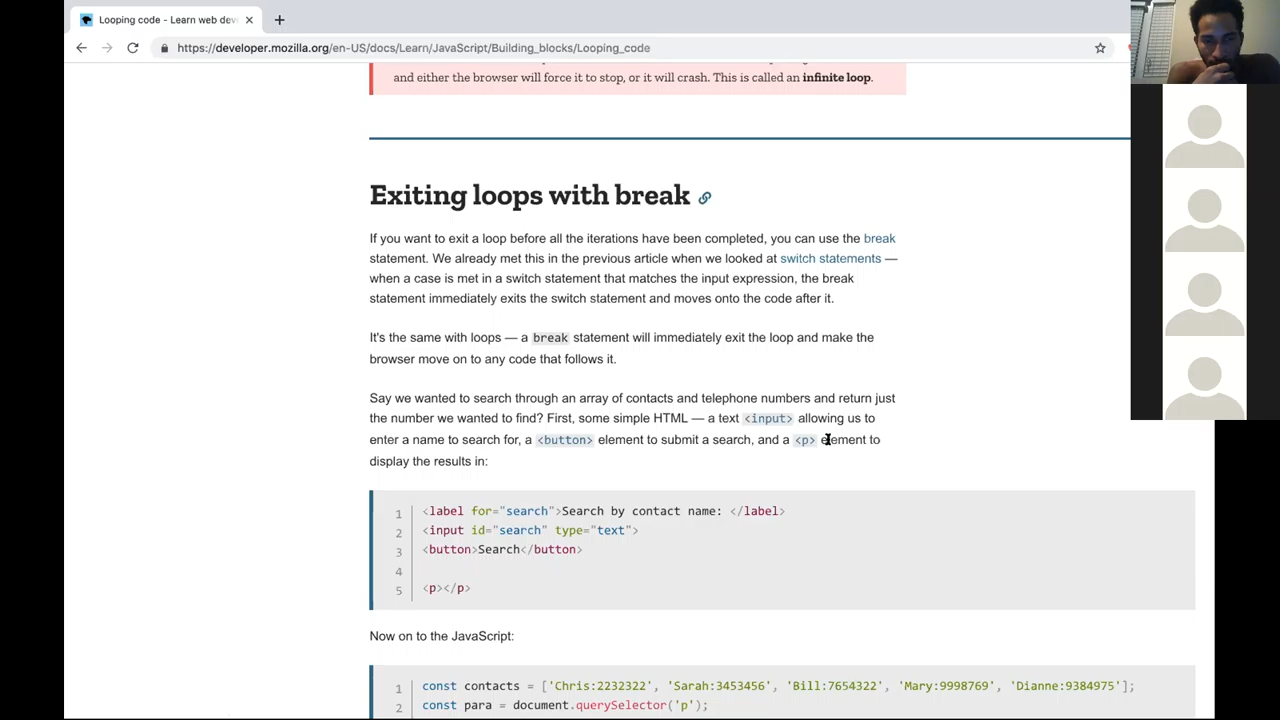 Looping code - Learn web dev
https://developer.mozilla.org/en-US/docs/Learn/JavaScript/Building_blocks/Looping_code
and either the browser will force it to stop, or it will crash. This is called an infinite loop.
Exiting loops with break
If you want to exit a loop before all the iterations have been completed, you can use the break
statement. We already met this in the previous article when we looked at switch statements —
when a case is met in a switch statement that matches the input expression, the break
statement immediately exits the switch statement and moves onto the code after it.
It's the same with loops — a break statement will immediately exit the loop and make the
browser move on to any code that follows it.
Say we wanted to search through an array of contacts and telephone numbers and return just
the number we wanted to find? First, some simple HTML — a text <input> allowing us to
enter a name to search for, a <button> element to submit a search, and a <p> element to
display the results in:
1 <label for="search">Search by contact name: </label>
2 <input id="search" type="text">
3 <button>Search</button>
4
5 <p></p>
Now on to the JavaScript:
1 const contacts = ['Chris:2232322', 'Sarah:3453456', 'Bill:7654322', 'Mary:9998769', 'Dianne:9384975'];
2 const para = document.querySelector('p');